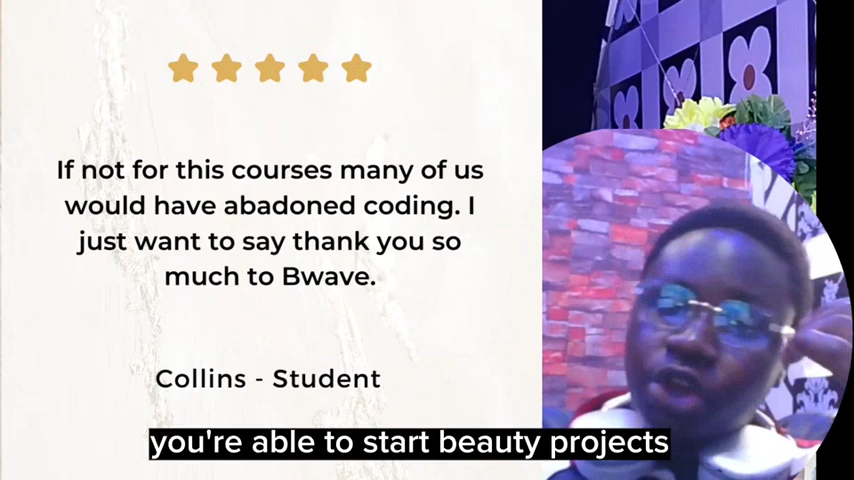 If not for this courses many of us
would have abadoned coding. I
just want to say thank you so
much to Bwave.
Collins - Student
you're able to start beauty projects